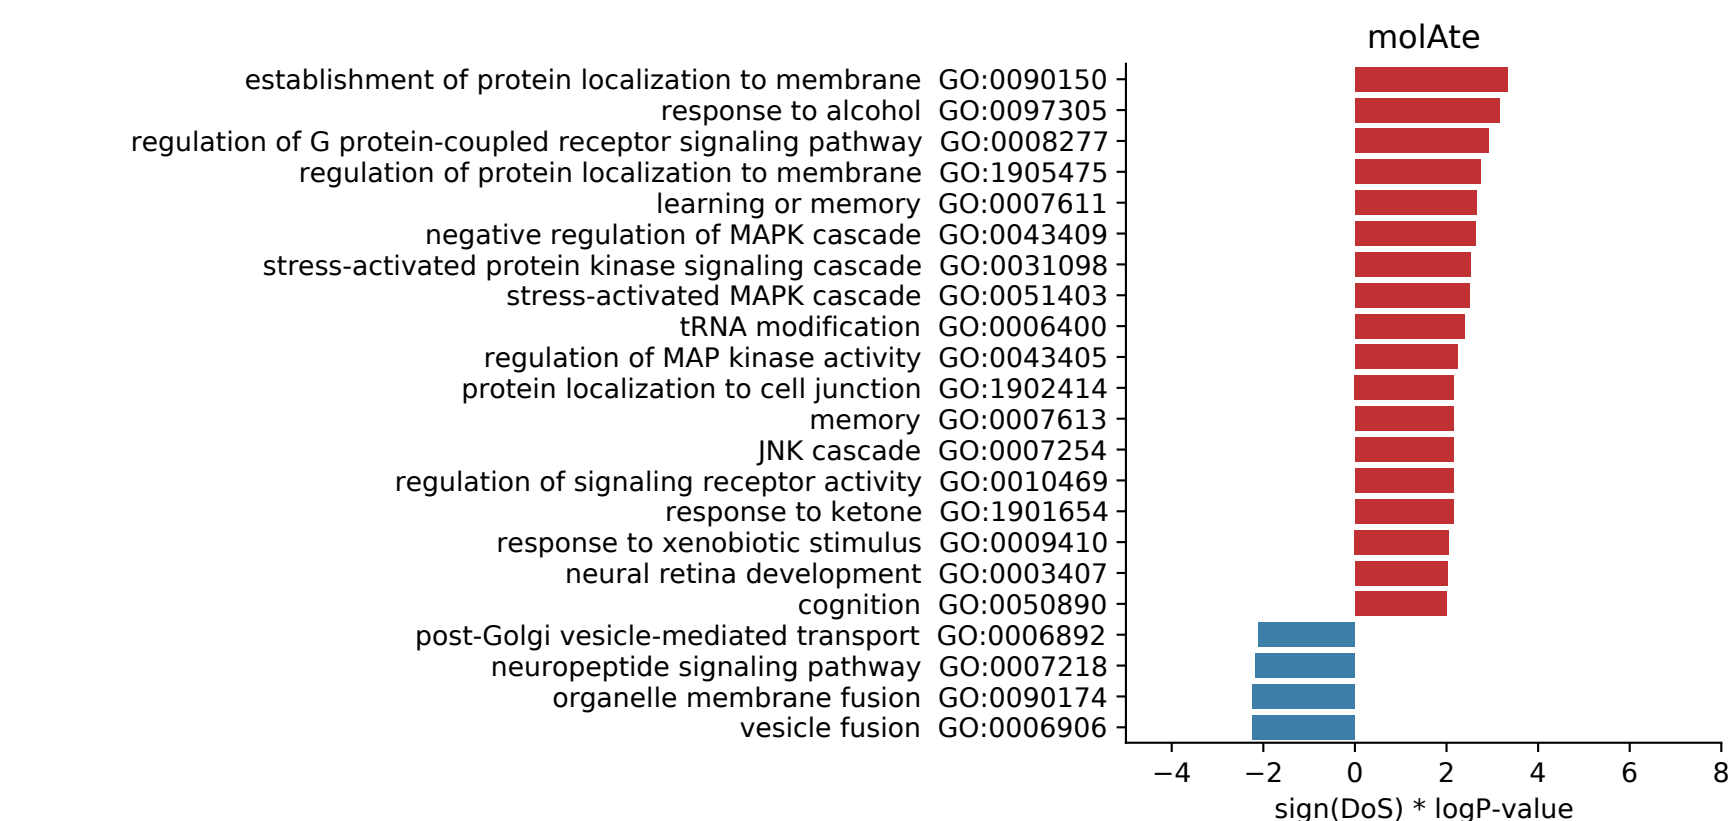 molAte
establishment of protein localization to membrane GO:0090150
response to alcohol GO:0097305
regulation of G protein-coupled receptor signaling pathway GO:0008277
regulation of protein localization to membrane GO:1905475
learning or memory GO:0007611
negative regulation of MAPK cascade GO:0043409
stress-activated protein kinase signaling cascade GO:0031098
stress-activated MAPK cascade GO:0051403
tRNA modification GO:0006400
regulation of MAP kinase activity GO:0043405
protein localization to cell junction GO:1902414
memory GO:0007613
JNK cascade GO:0007254
regulation of signaling receptor activity GO:0010469
response to ketone GO:1901654
response to xenobiotic stimulus GO:0009410
neural retina development GO:0003407
cognition GO:0050890
post-Golgi vesicle-mediated transport GO:0006892
neuropeptide signaling pathway GO:0007218
organelle membrane fusion GO:0090174
vesicle fusion GO:0006906
−4 −2 0 2 4 6 8
sign(DoS) * logP-value